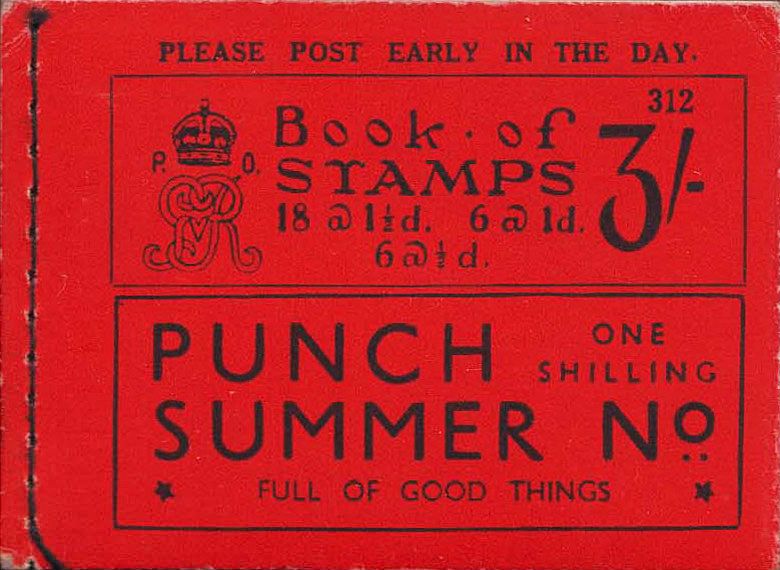 PLEASE POST EARLY IN THE DAY.
312
Book · of
STAMPS
3/-
P. O.
18 @ 1½d. 6 @ 1d.
6 @ ½d.
PUNCH
ONE
SHILLING
SUMMER No
FULL OF GOOD THINGS